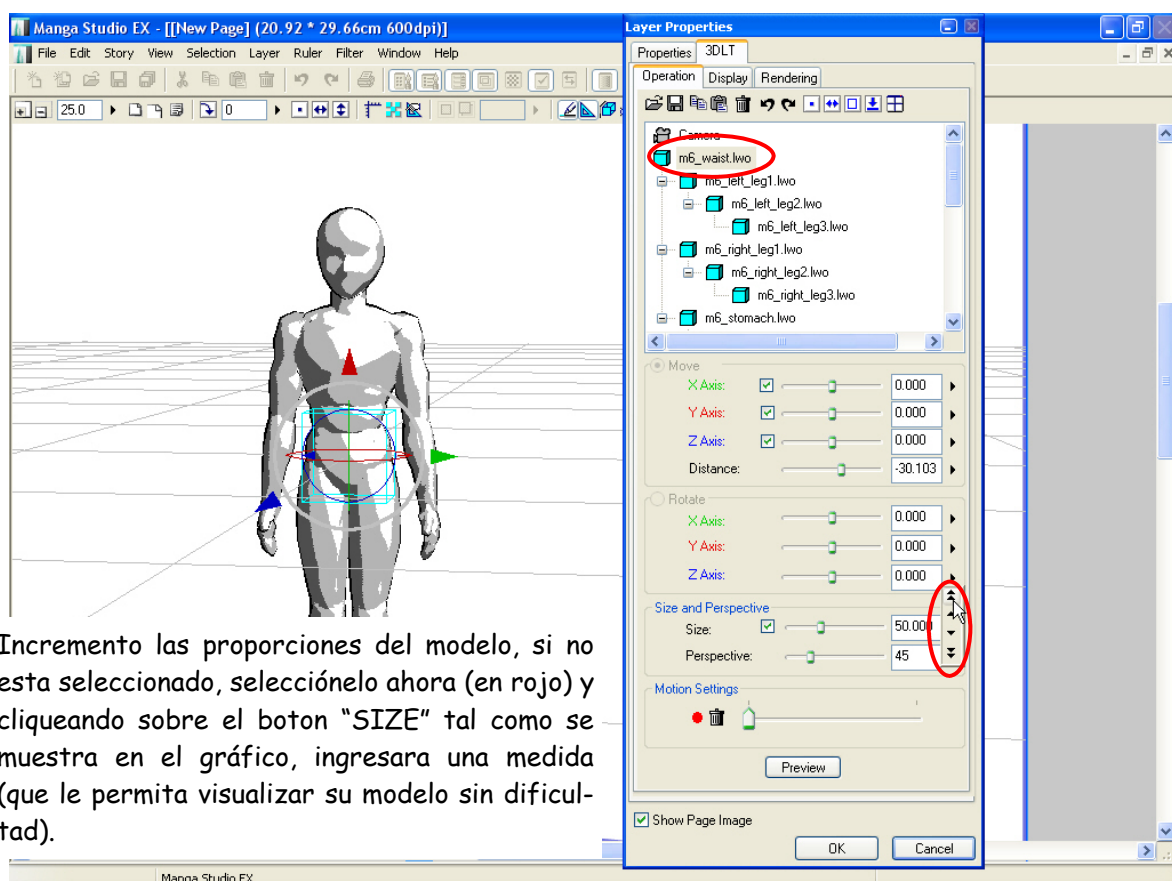 Manga Studio EX - [[New Page] (20.92 * 29.66cm 600dpi)]
File Edit Story View Selection Layer Ruler Filter Window Help
25.0
0
Layer Properties
Properties 3DLT
Operation Display Rendering
Camera
m6_waist.lwo
m6_left_leg1.lwo
m6_left_leg2.lwo
m6_left_leg3.lwo
m6_right_leg1.lwo
m6_right_leg2.lwo
m6_right_leg3.lwo
m6_stomach.lwo
Move
X Axis: 0.000
Y Axis: 0.000
Z Axis: 0.000
Distance: -30.103
Rotate
X Axis: 0.000
Y Axis: 0.000
Z Axis: 0.000
Size and Perspective
Size: 50.000
Perspective: 45
Motion Settings
Preview
Show Page Image
OK Cancel
Incremento las proporciones del modelo, si no
esta seleccionado, selecciónelo ahora (en rojo) y
cliqueando sobre el boton “SIZE” tal como se
muestra en el gráfico, ingresara una medida
(que le permita visualizar su modelo sin dificul-
tad).
Manga Studio EX